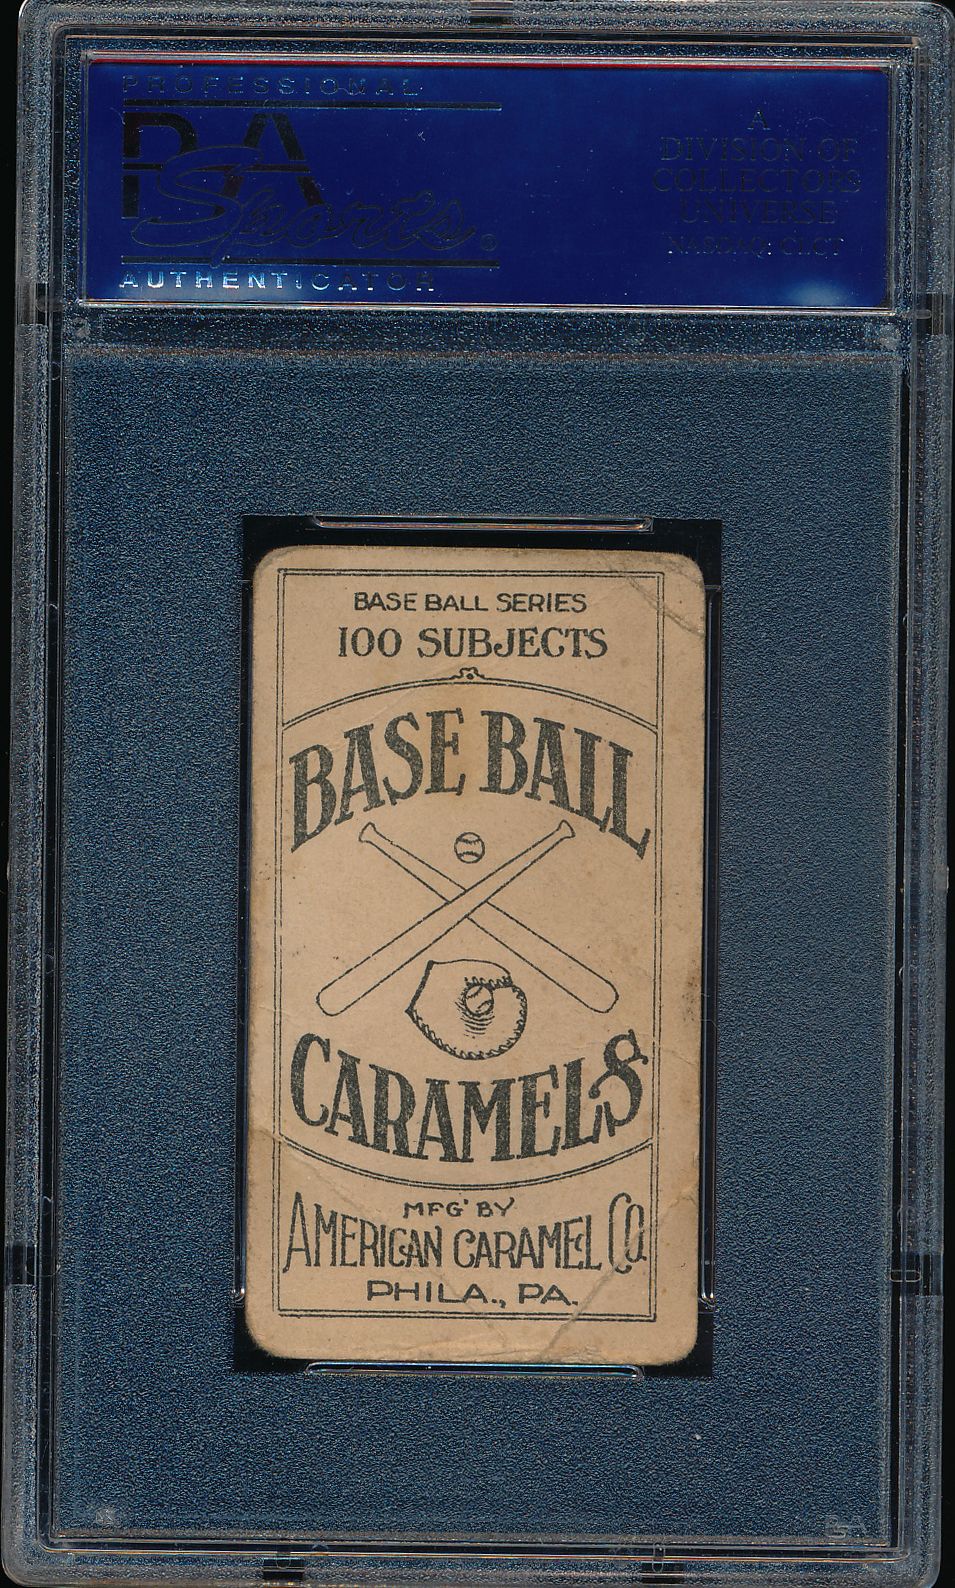 PROFESSIONAL
PSA
Sports®
AUTHENTICATOR
A
DIVISION OF
COLLECTORS
UNIVERSE
NASDAQ: CLCT
BASE BALL SERIES
100 SUBJECTS
BASE BALL
CARAMELS
MFG' BY
AMERICAN CARAMEL CO.
PHILA., PA.
PSA